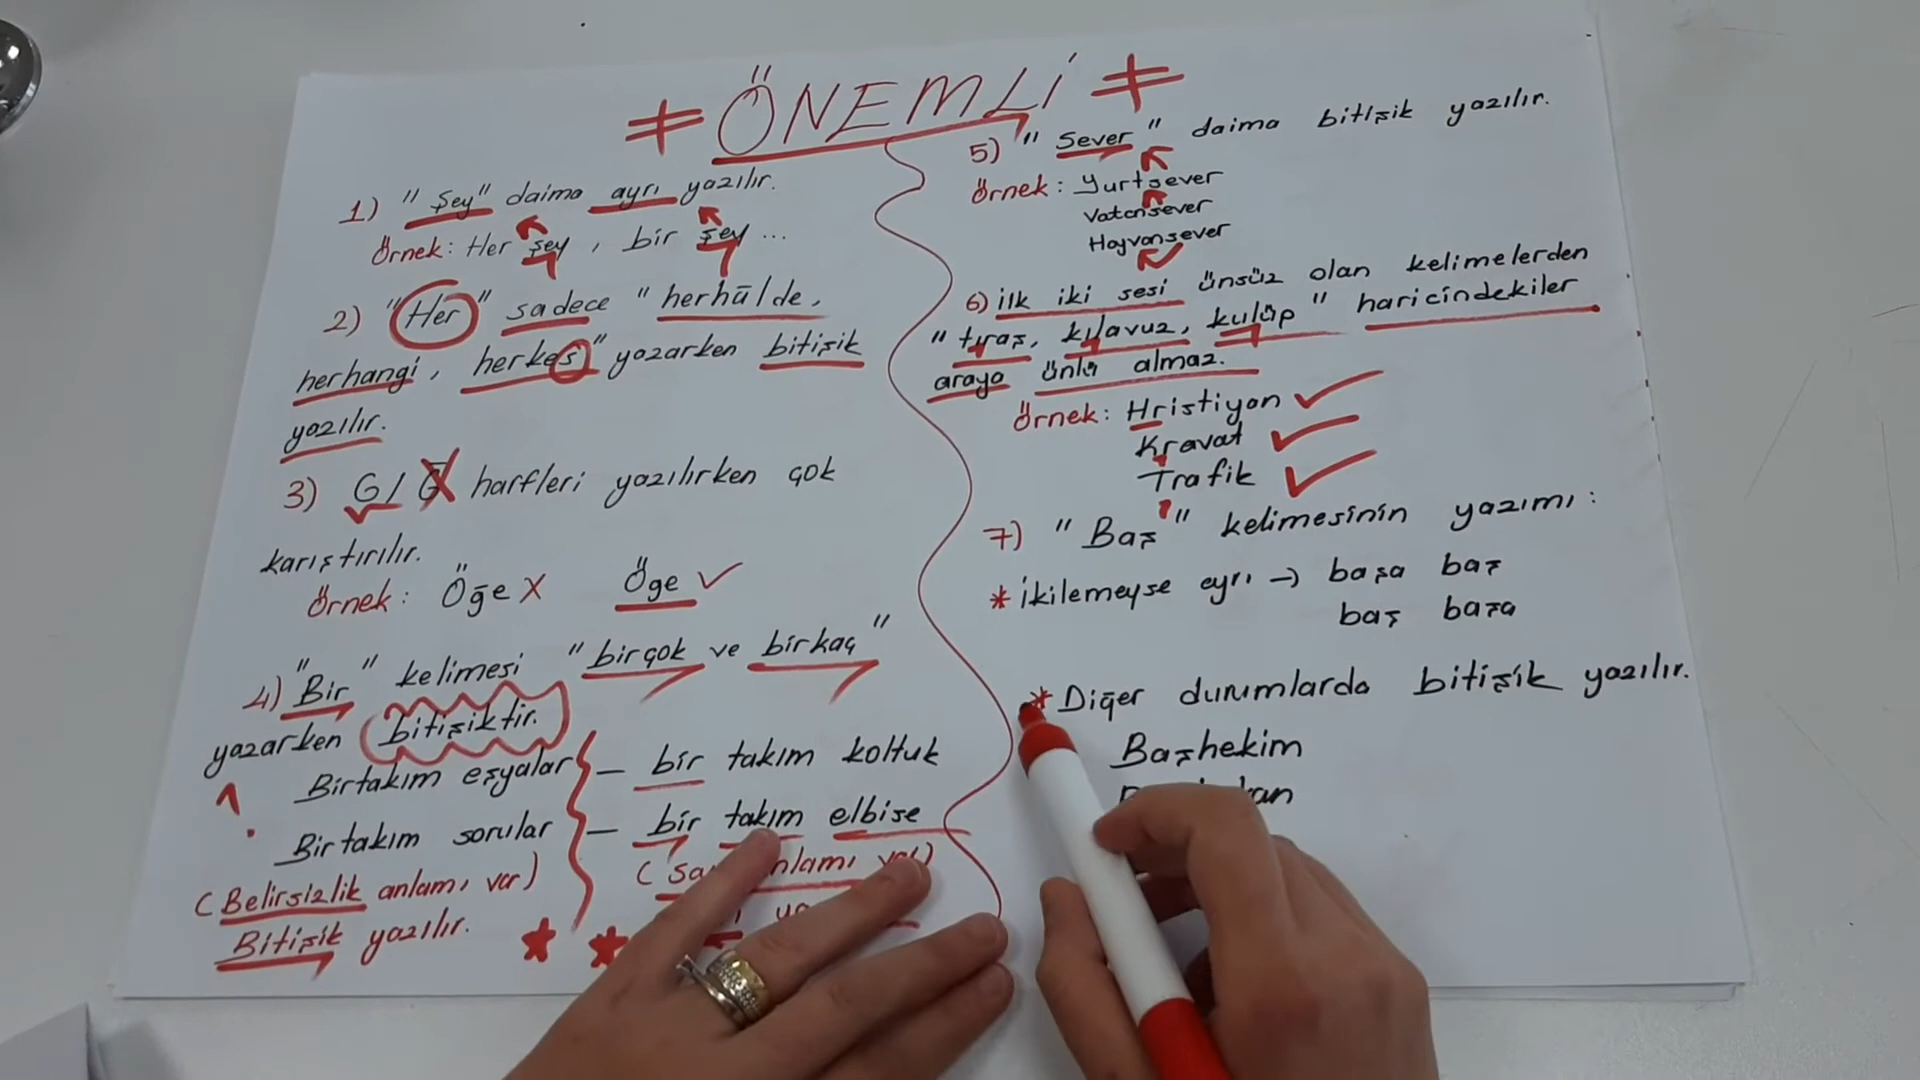 ÖNEMLİ
1) "Şey" daima ayrı yazılır.
Örnek: Her şey, bir şey ...
2) "Her" sadece "herhâlde,
herhangi, herkes" yazarken bitişik
yazılır.
3) G/Ğ harfleri yazılırken çok
karıştırılır.
Örnek: Öğe X Öge ✓
4) "Bir" kelimesi "birçok ve birkaç"
yazarken bitişiktir.
Birtakım eşyalar
Birtakım sorular
(Belirsizlik anlamı var)
Bitişik yazılır.
— bir takım koltuk
— bir takım elbise
5) "Sever" daima bitişik yazılır.
Örnek: Yurtsever
Vatansever
Hayvansever
6) İlk iki sesi ünsüz olan kelimelerden
"tıraş, kılavuz, kulüp" haricindekiler
araya ünlü almaz.
Örnek: Hristiyan ✓
Kravat ✓
Trafik ✓
7) "Baş" kelimesinin yazımı:
* İkilemeyse ayrı → başa baş
baş başa
* Diğer durumlarda bitişik yazılır.
Başhekim